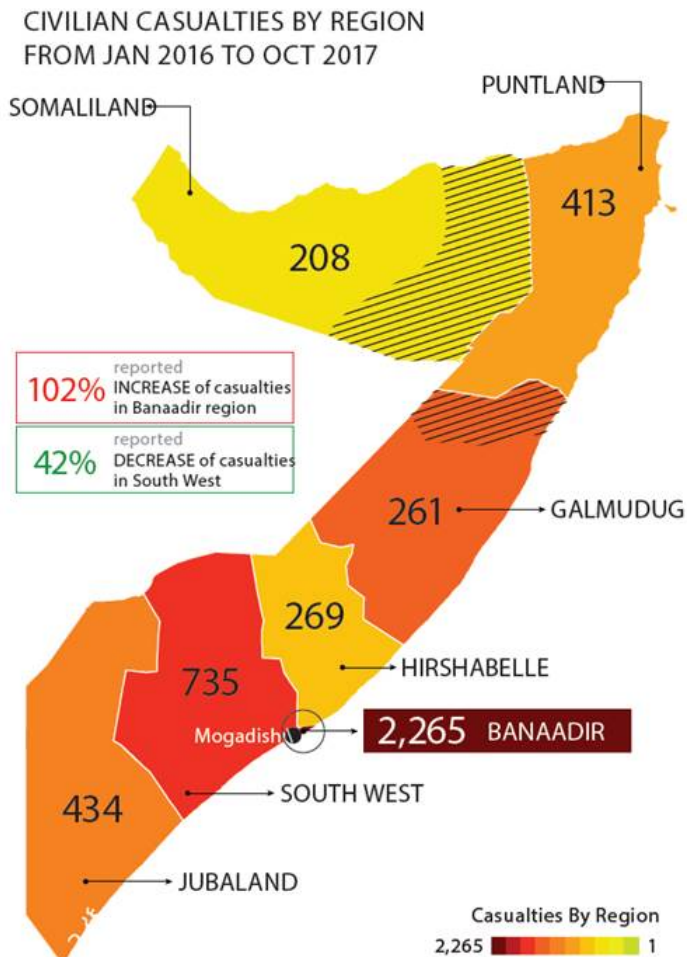 CIVILIAN CASUALTIES BY REGION
FROM JAN 2016 TO OCT 2017
PUNTLAND
SOMALILAND
413
208
102%
reported
INCREASE of casualties
in Banaadir region
42%
reported
DECREASE of casualties
in South West
261
GALMUDUG
269
HIRSHABELLE
735
Mogadish
2,265 BANAADIR
SOUTH WEST
434
JUBALAND
Casualties By Region
2,265
1